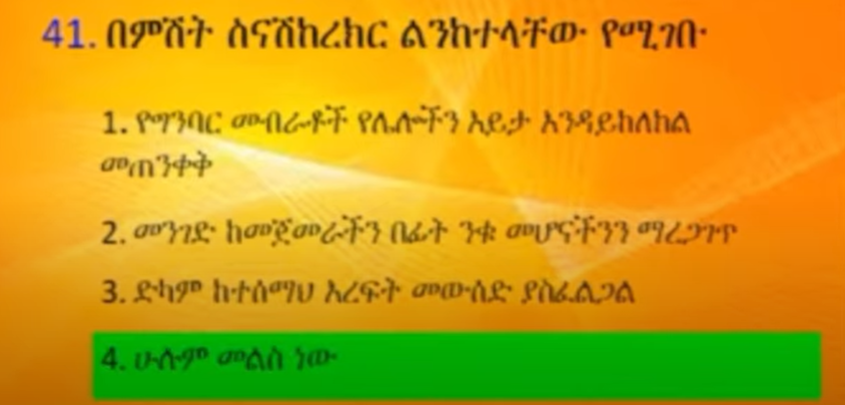 41. በምሽት ስናሽከረክር ልንከተላቸው የሚገቡ
1. የግንባር መብራቶች የሌሎችን እይታ እንዳይከለክል
መጠንቀቅ
2. መንገድ ከመጀመራችን በፊት ንቁ መሆናችንን ማረጋገጥ
3. ድካም ከተሰማህ እረፍት መውሰድ ያስፈልጋል
4. ሁሉም መልስ ነው